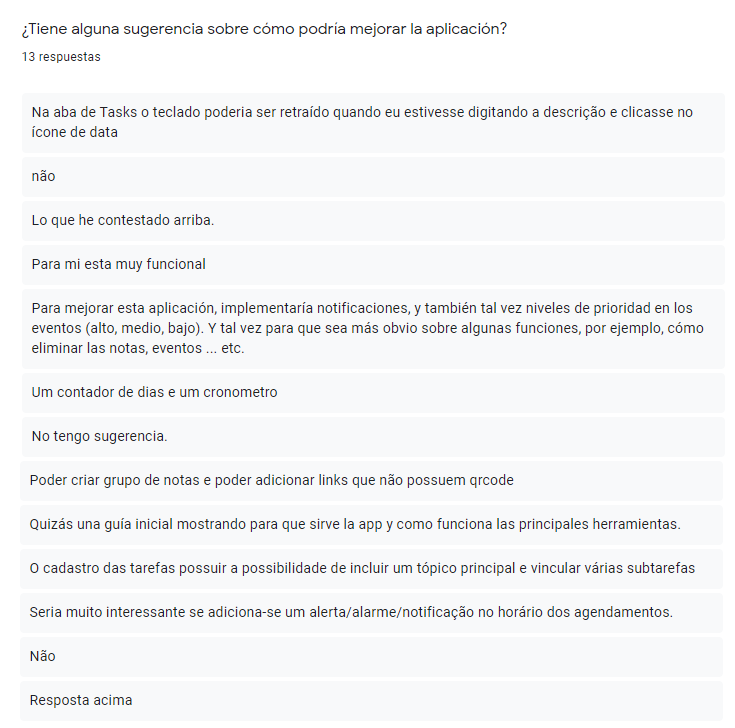 ¿Tiene alguna sugerencia sobre cómo podría mejorar la aplicación?
13 respuestas
Na aba de Tasks o teclado poderia ser retraído quando eu estivesse digitando a descrição e clicasse no
ícone de data
não
Lo que he contestado arriba.
Para mi esta muy funcional
Para mejorar esta aplicación, implementaría notificaciones, y también tal vez niveles de prioridad en los
eventos (alto, medio, bajo). Y tal vez para que sea más obvio sobre algunas funciones, por ejemplo, cómo
eliminar las notas, eventos ... etc.
Um contador de dias e um cronometro
No tengo sugerencia.
Poder criar grupo de notas e poder adicionar links que não possuem qrcode
Quizás una guía inicial mostrando para que sirve la app y como funciona las principales herramientas.
O cadastro das tarefas possuir a possibilidade de incluir um tópico principal e vincular várias subtarefas
Seria muito interessante se adiciona-se um alerta/alarme/notificação no horário dos agendamentos.
Não
Resposta acima